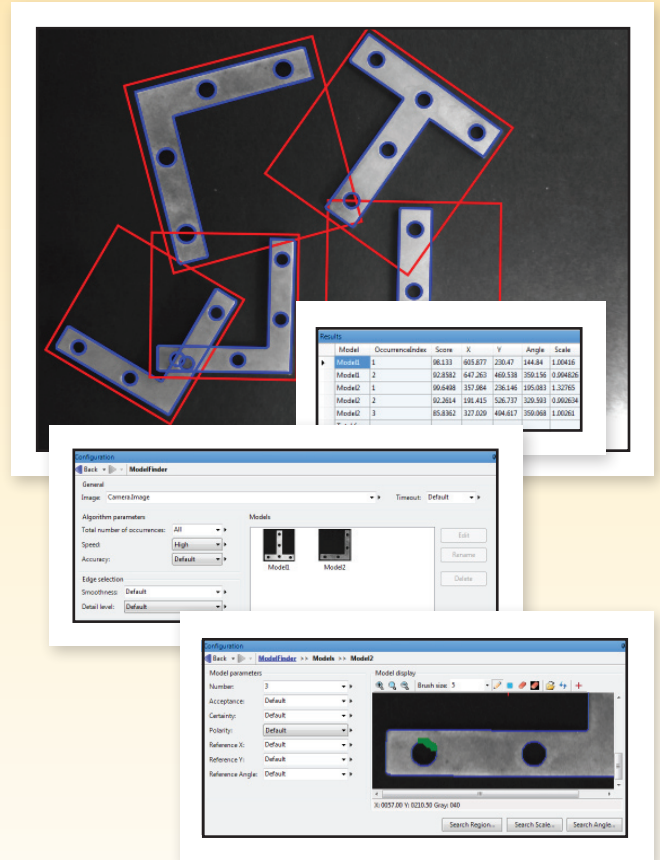 Results
Model OccurrenceIndex Score X Y Angle Scale
Model1 1 98.133 605.877 230.47 144.84 1.00416
Model1 2 92.8582 647.263 469.538 359.156 0.994826
Model2 1 99.6498 357.984 236.146 195.083 1.32765
Model2 2 92.2614 191.415 526.737 329.593 0.992634
Model2 3 85.8362 327.029 494.617 359.068 1.00261
Configuration
Back ModelFinder
General
Image: Camera.Image Timeout: Default
Algorithm parameters Models
Total number of occurrences: All
Speed: High
Accuracy: Default
Edit
Rename
Delete
Model1 Model2
Edge selection
Smoothness: Default
Detail level: Default
Configuration
Back ModelFinder >> Models >> Model2
Model parameters Model display
Number: 3 Brush size: 5
Acceptance: Default
Certainty: Default
Polarity: Default
Reference X: Default
Reference Y: Default
Reference Angle: Default
X: 0057.00 Y: 0210.50 Gray: 040
Search Region... Search Scale... Search Angle...